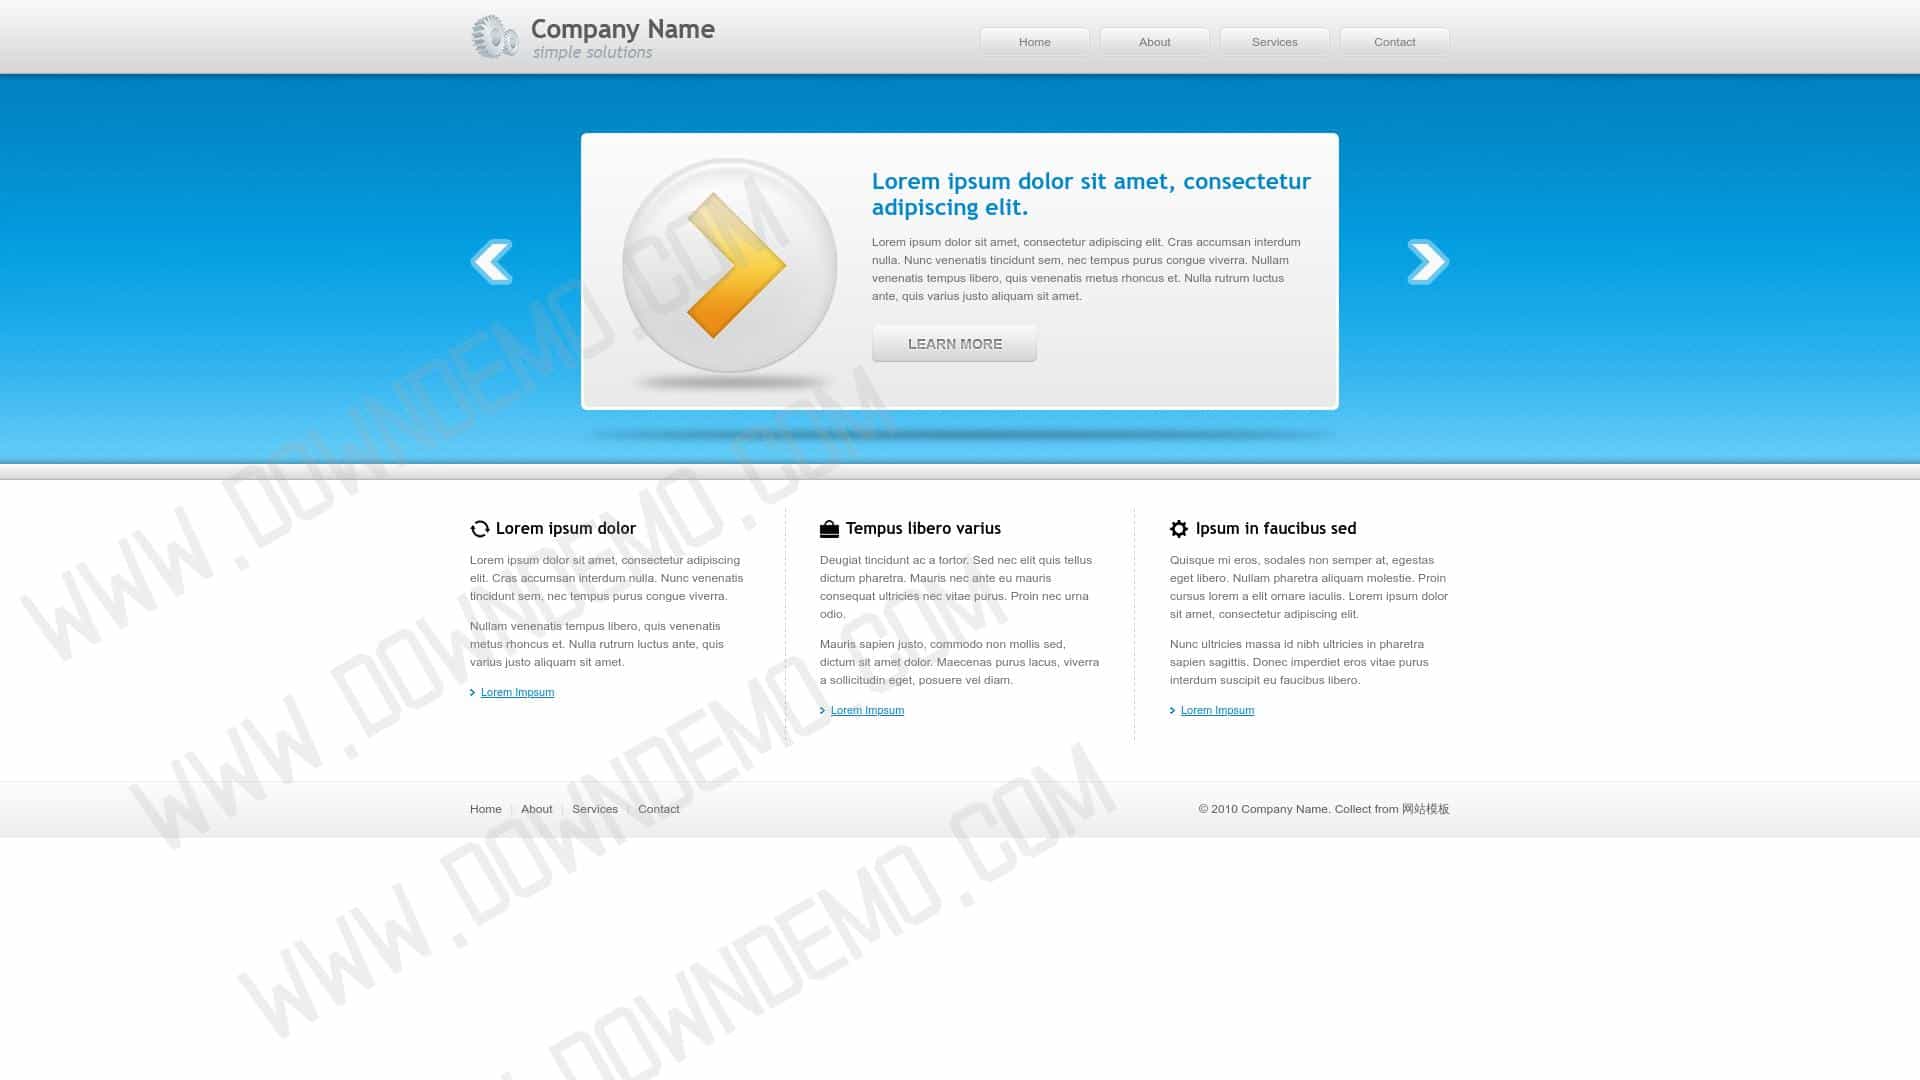 Company Name
simple solutions
Home
About
Services
Contact
Lorem ipsum dolor sit amet, consectetur
adipiscing elit.
Lorem ipsum dolor sit amet, consectetur adipiscing elit. Cras accumsan interdum
nulla. Nunc venenatis tincidunt sem, nec tempus purus congue viverra. Nullam
venenatis tempus libero, quis venenatis metus rhoncus et. Nulla rutrum luctus
ante, quis varius justo aliquam sit amet.
LEARN MORE
Lorem ipsum dolor
Lorem ipsum dolor sit amet, consectetur adipiscing
elit. Cras accumsan interdum nulla. Nunc venenatis
tincidunt sem, nec tempus purus congue viverra.
Nullam venenatis tempus libero, quis venenatis
metus rhoncus et. Nulla rutrum luctus ante, quis
varius justo aliquam sit amet.
Lorem Impsum
Tempus libero varius
Deugiat tincidunt ac a tortor. Sed nec elit quis tellus
dictum pharetra. Mauris nec ante eu mauris
consequat ultricies nec vitae purus. Proin nec urna
odio.
Mauris sapien justo, commodo non mollis sed,
dictum sit amet dolor. Maecenas purus lacus, viverra
a sollicitudin eget, posuere vel diam.
Lorem Impsum
Ipsum in faucibus sed
Quisque mi eros, sodales non semper at, egestas
eget libero. Nullam pharetra aliquam molestie. Proin
cursus lorem a elit ornare iaculis. Lorem ipsum dolor
sit amet, consectetur adipiscing elit.
Nunc ultricies massa id nibh ultricies in pharetra
sapien sagittis. Donec imperdiet eros vitae purus
interdum suscipit eu faucibus libero.
Lorem Impsum
Home | About | Services | Contact
© 2010 Company Name. Collect from 网站模板
WWW.DOWNDEMO.COM
WWW.DOWNDEMO.COM
WWW.DOWNDEMO.COM
DOWNDEMO.COM